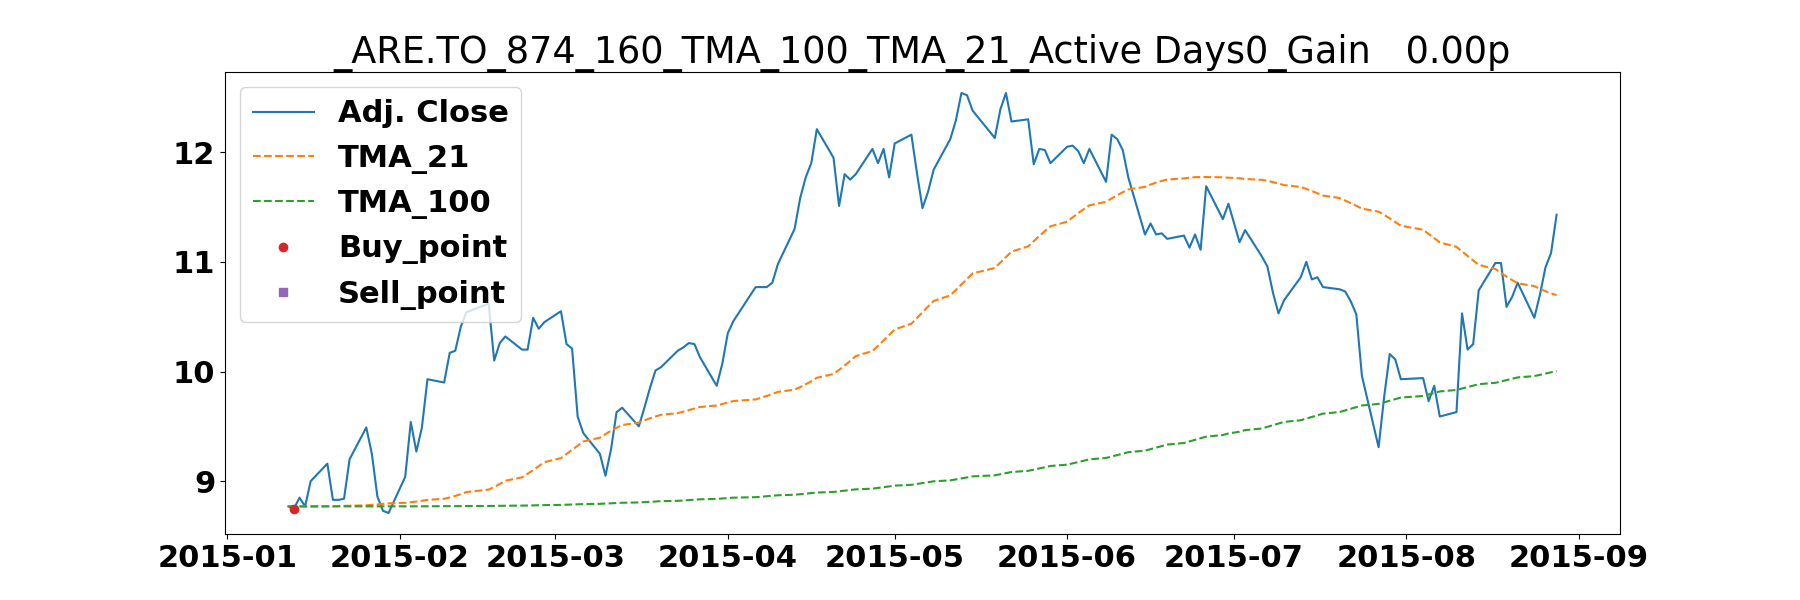 _ARE.TO_874_160_TMA_100_TMA_21_Active Days0_Gain   0.00p
Adj. Close
TMA_21
TMA_100
Buy_point
Sell_point
12
11
10
9
2015-01 2015-02 2015-03 2015-04 2015-05 2015-06 2015-07 2015-08 2015-09